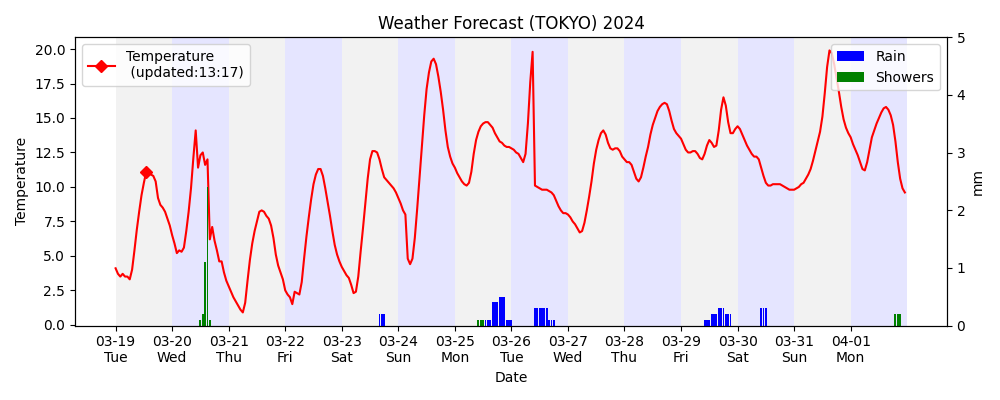 Weather Forecast (TOKYO) 2024
Temperature
(updated:13:17)
Rain
Showers
Temperature
20.0
17.5
15.0
12.5
10.0
7.5
5.0
2.5
0.0
5
4
3
2
1
0
mm
03-19 03-20 03-21 03-22 03-23 03-24 03-25 03-26 03-27 03-28 03-29 03-30 03-31 04-01
Tue Wed Thu Fri Sat Sun Mon Tue Wed Thu Fri Sat Sun Mon
Date